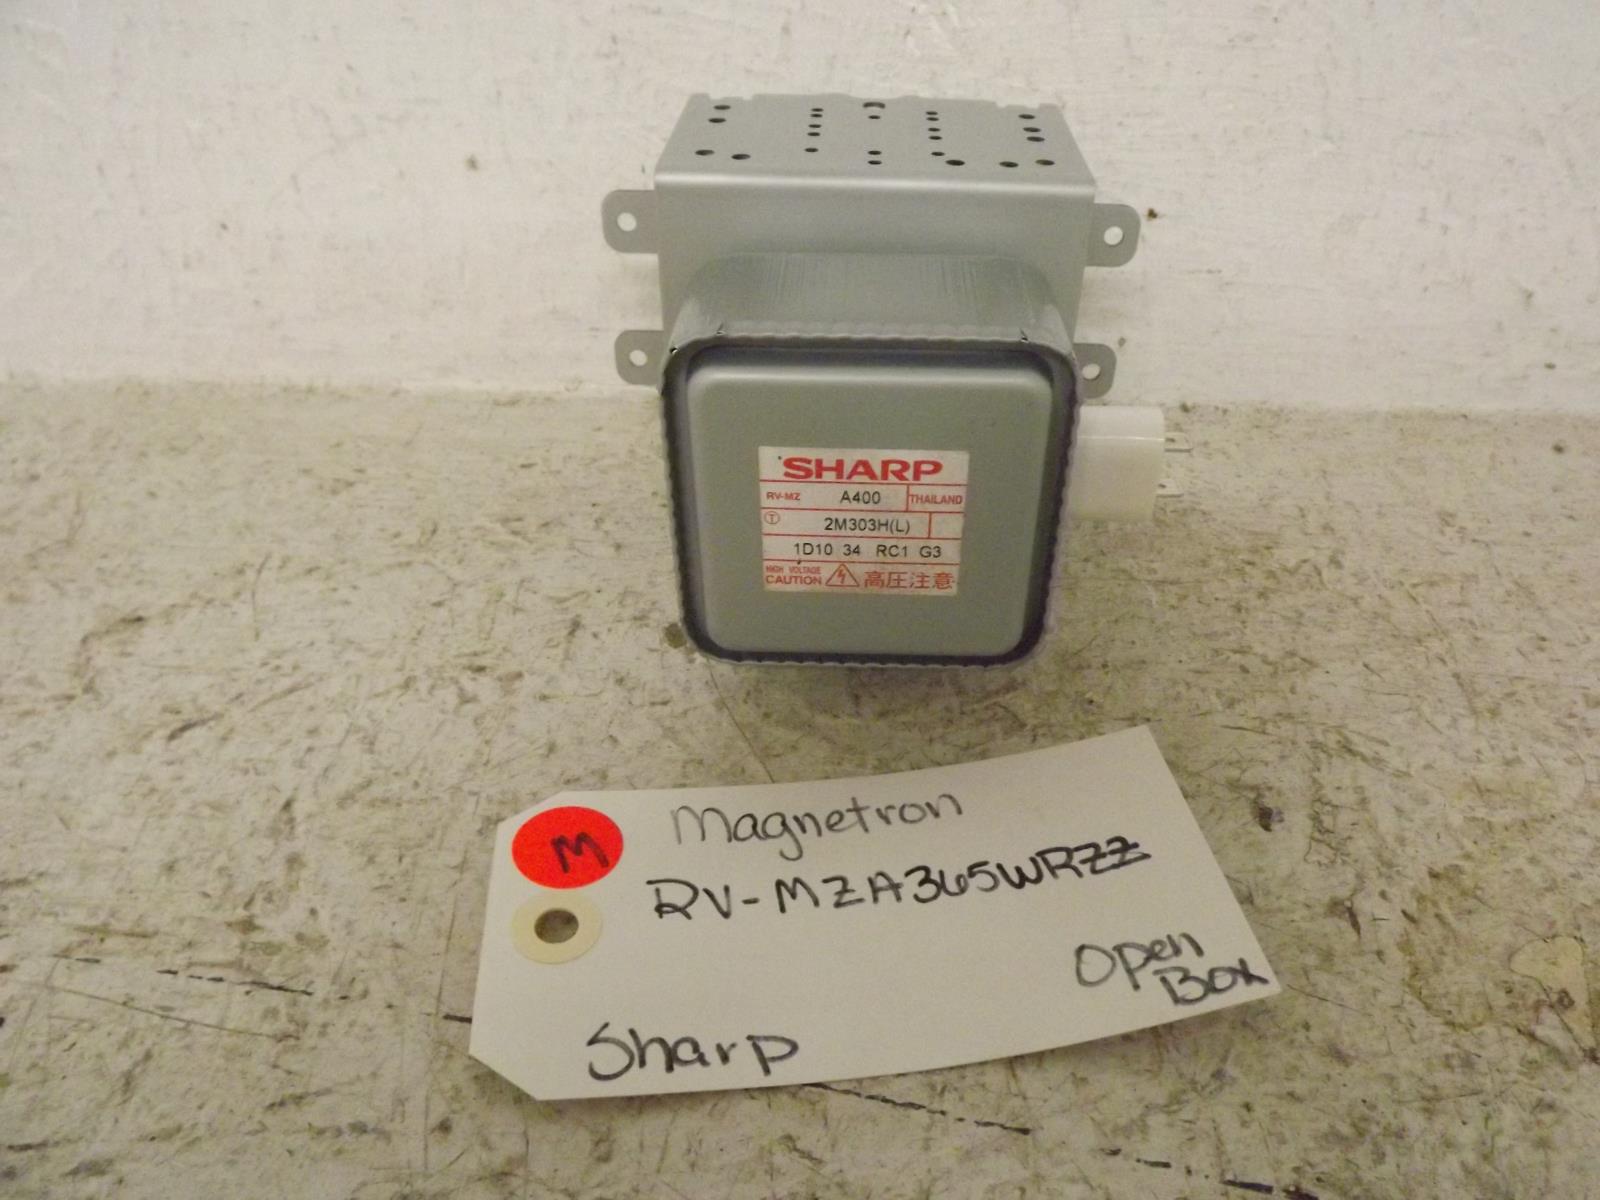 SHARP
RV-MZ A400 THAILAND
Ⓣ 2M303H(L)
1D10 34 RC1 G3
HIGH VOLTAGE
CAUTION 高圧注意
M
Magnetron
RV-MZA365WRZZ
Open
Box
Sharp